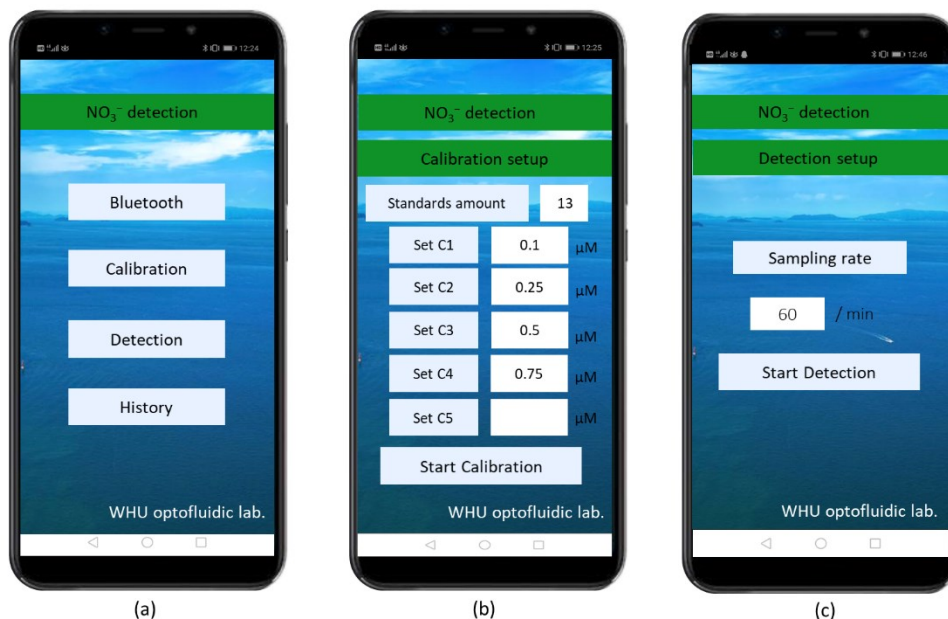 12:24
NO₃⁻ detection
Bluetooth
Calibration
Detection
History
WHU optofluidic lab.
(a)
12:25
NO₃⁻ detection
Calibration setup
Standards amount 13
Set C1 0.1 μM
Set C2 0.25 μM
Set C3 0.5 μM
Set C4 0.75 μM
Set C5 μM
Start Calibration
WHU optofluidic lab.
(b)
12:46
NO₃⁻ detection
Detection setup
Sampling rate
60 / min
Start Detection
WHU optofluidic lab.
(c)